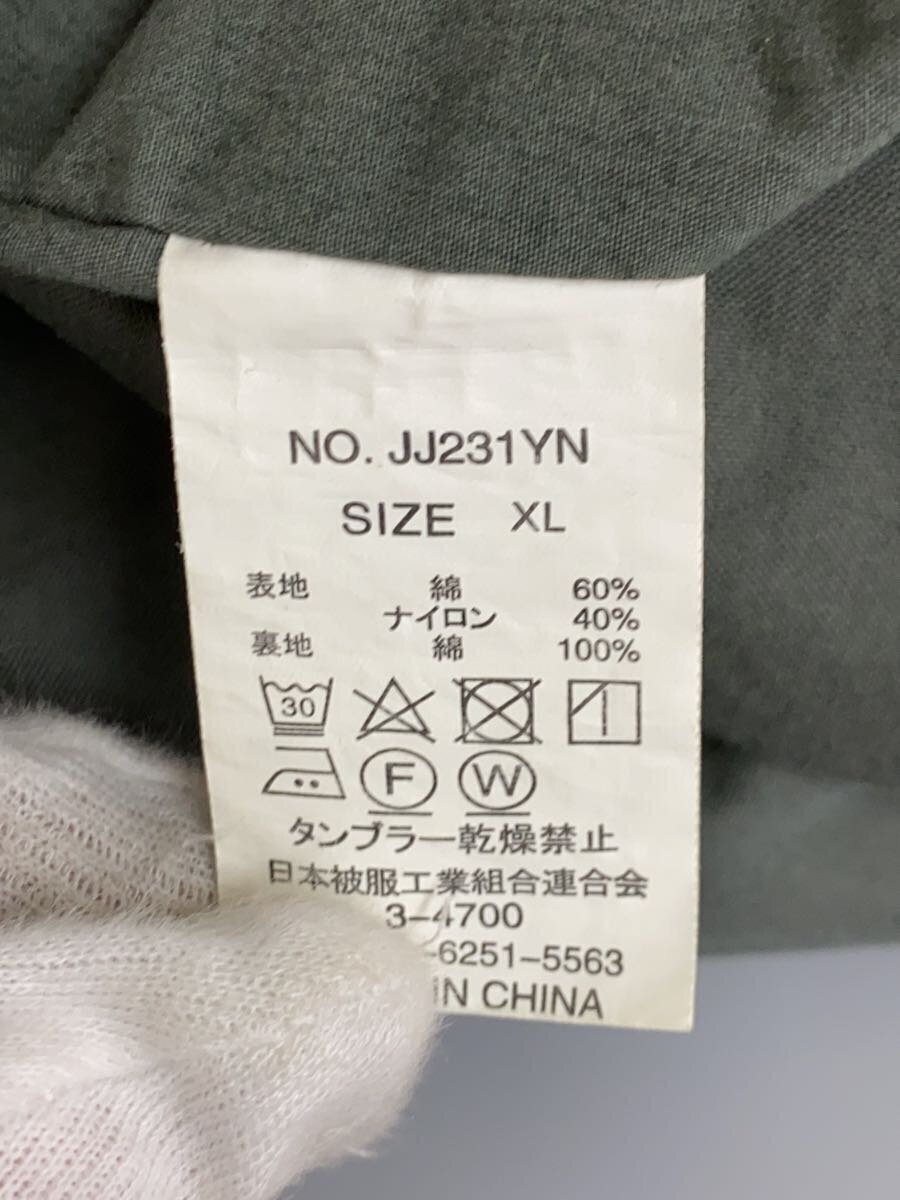 NO. JJ231YN
SIZE XL
表地 綿 60%
ナイロン 40%
裏地 綿 100%
30
F W
タンブラー乾燥禁止
日本被服工業組合連合会
3-4700
-6251-5563
IN CHINA